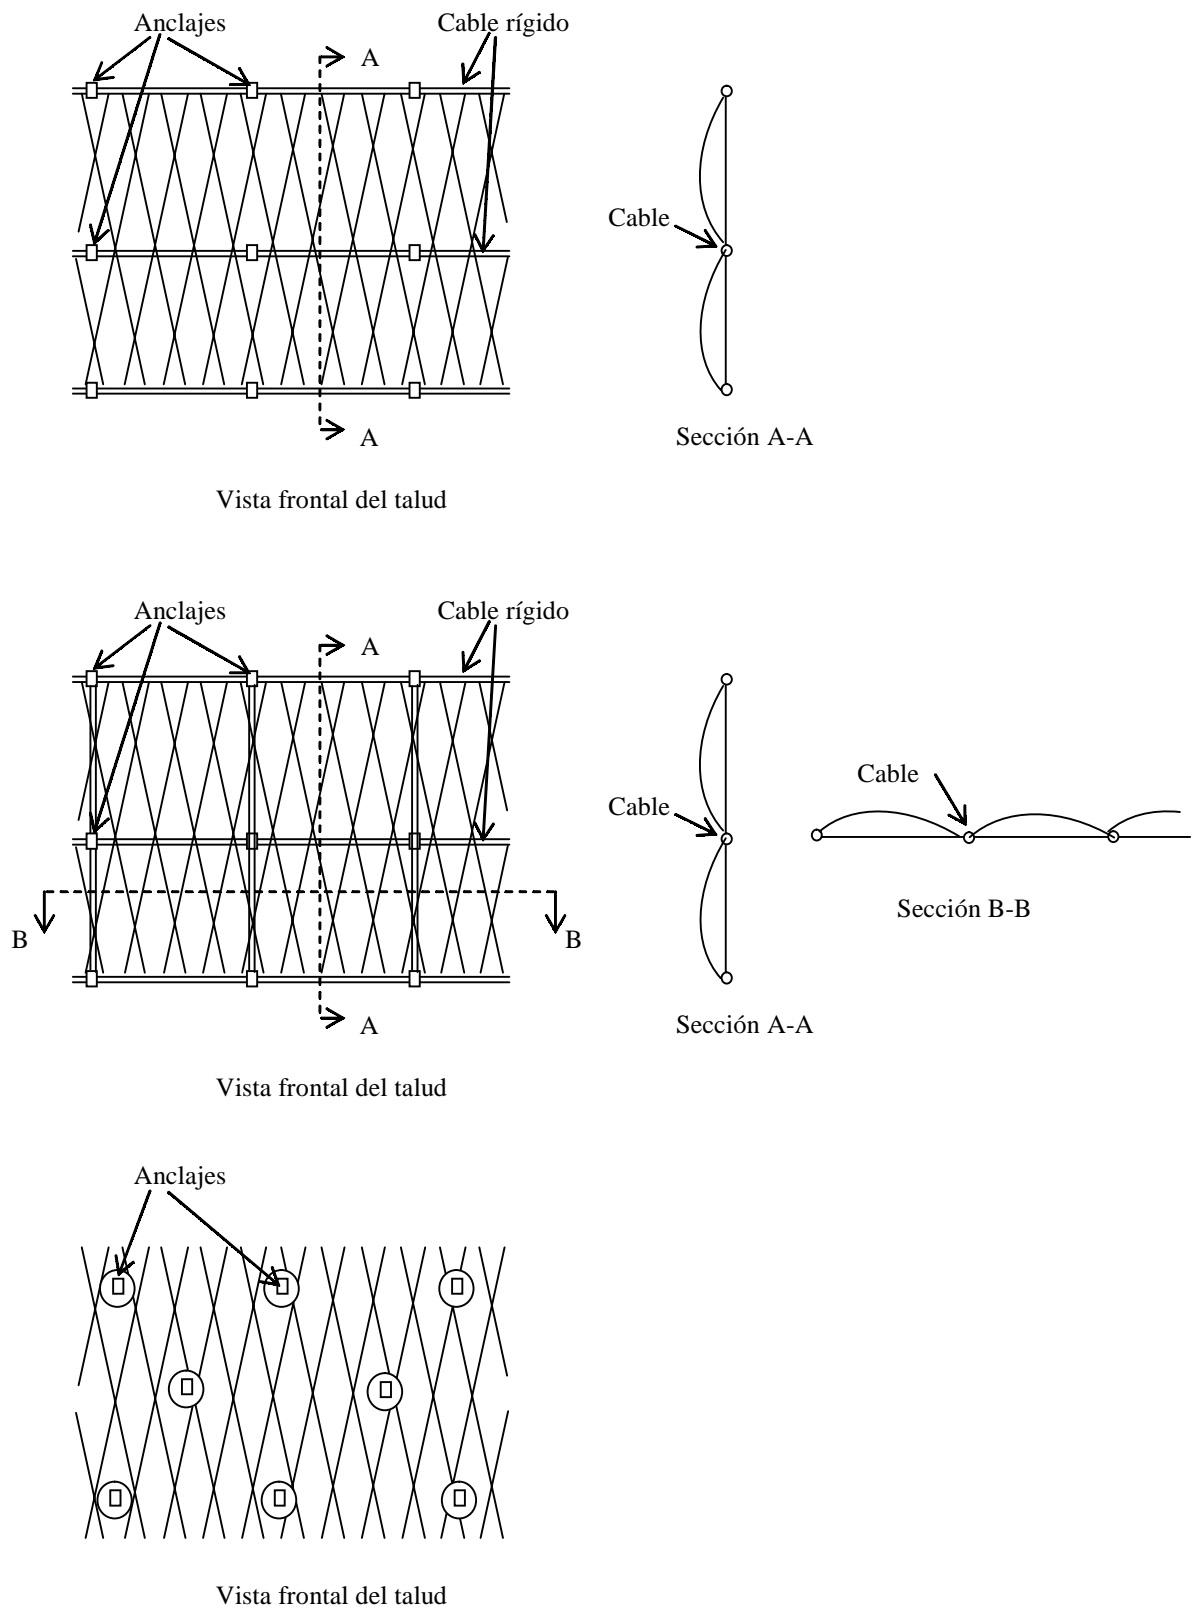 Anclajes
Cable rígido
A
Cable
A
Sección A-A
Vista frontal del talud
Anclajes
Cable rígido
A
Cable
Cable
Sección B-B
B
B
A
Sección A-A
Vista frontal del talud
Anclajes
Vista frontal del talud